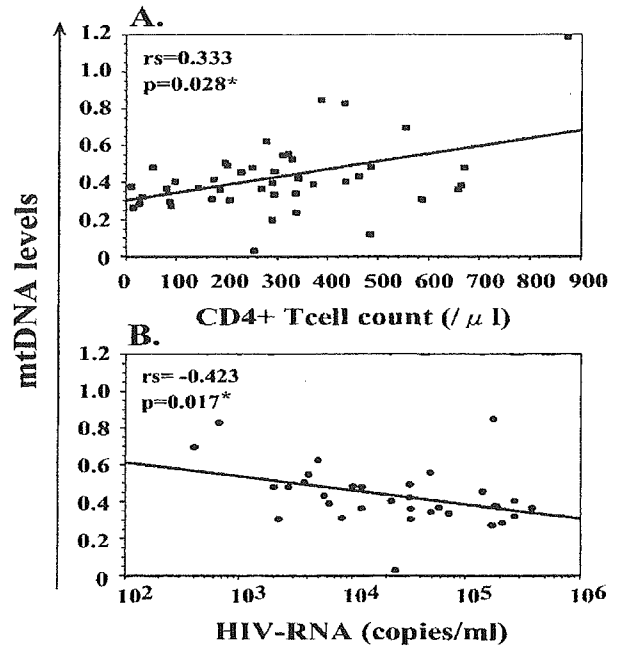 A.
1.2
1.0
0.8
0.6
0.4
0.2
0
rs=0.333
p=0.028*
0 100 200 300 400 500 600 700 800 900
CD4+ Tcell count (/ μ l)
mtDNA levels
B.
1.2
1.0
0.8
0.6
0.4
0.2
0
rs= -0.423
p=0.017*
10² 10³ 10⁴ 10⁵ 10⁶
HIV-RNA (copies/ml)